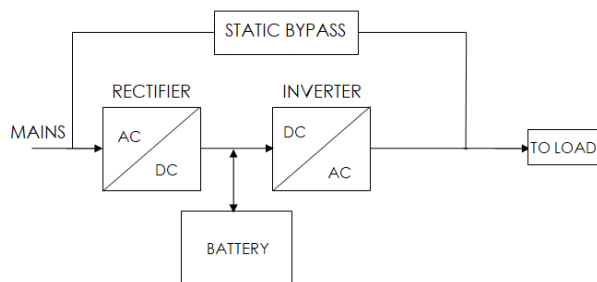 STATIC BYPASS
RECTIFIER
INVERTER
MAINS
AC
DC
DC
AC
TO LOAD
BATTERY